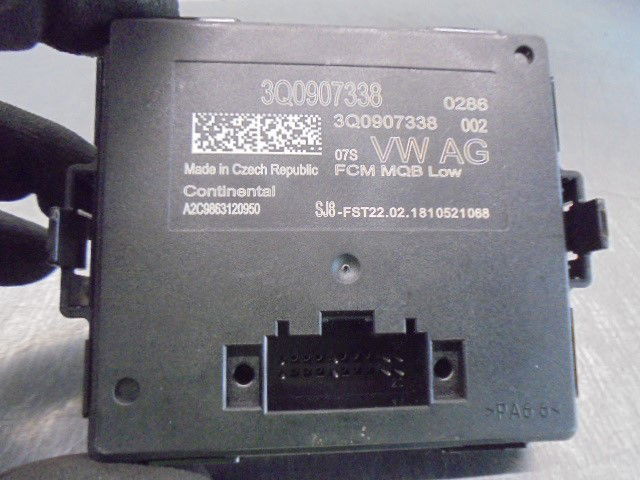 3Q0907338 0286
3Q0907338 002
07S VW AG
Made in Czech Republic FCM MQB Low
Continental
A2C9863120950 SJ8-FST22.02.1810521068
>PA6 6<